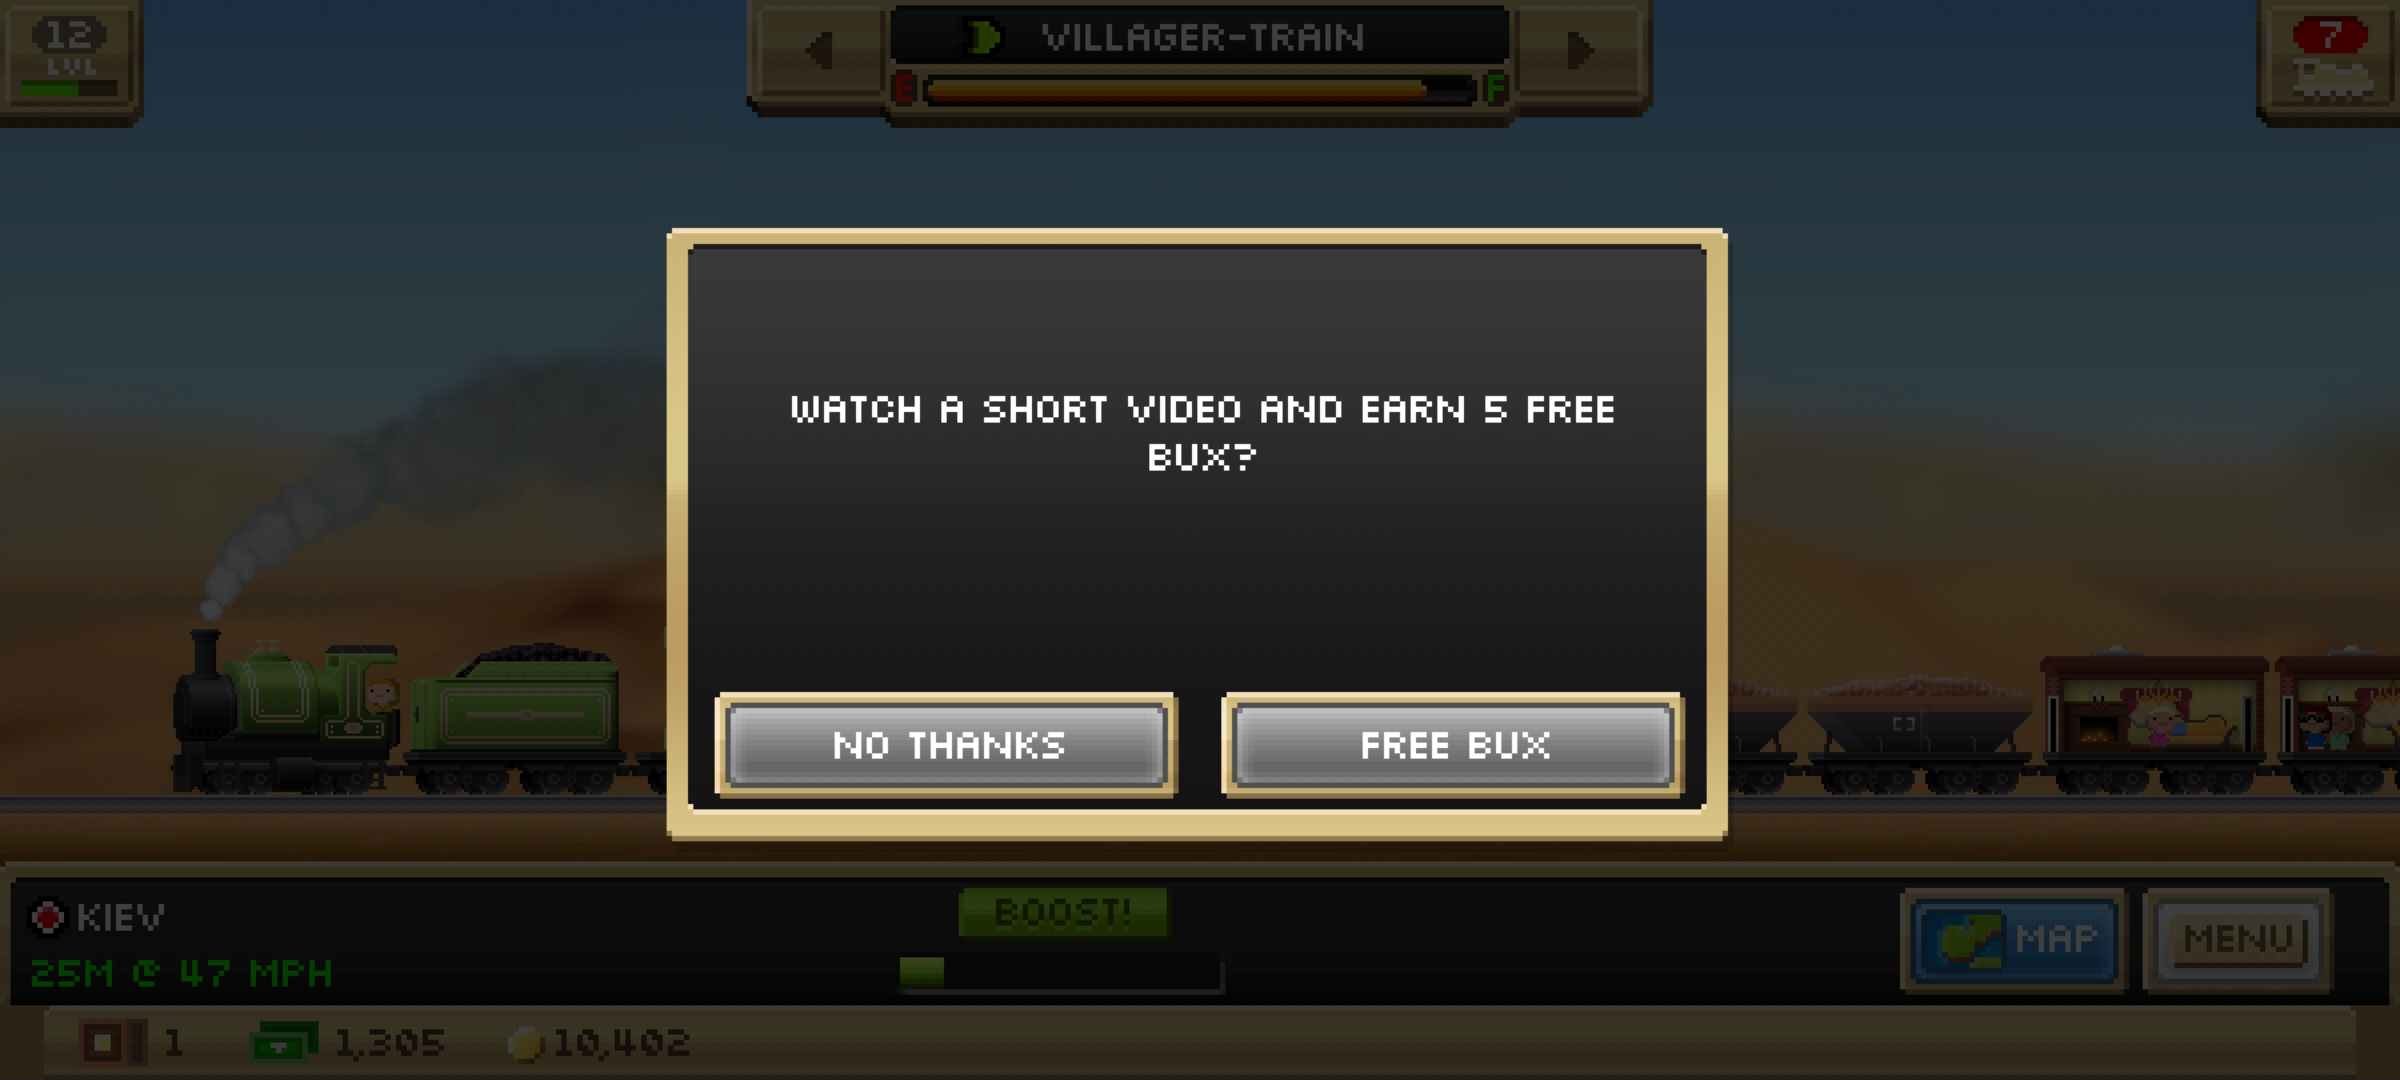 12
LVL
VILLAGER-TRAIN
E F
7
WATCH A SHORT VIDEO AND EARN 5 FREE
BUX?
NO THANKS
FREE BUX
KIEV
BOOST!
MAP
MENU
25M @ 47 MPH
1
1,305
10,402